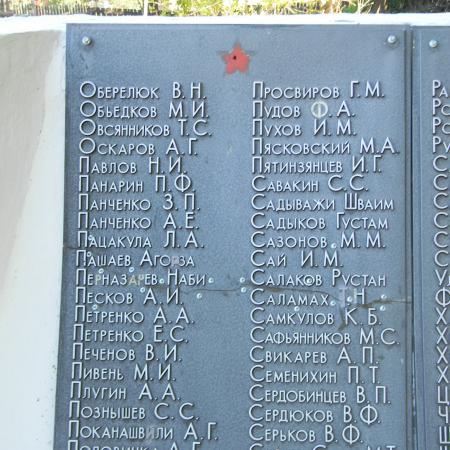 Оберелюк В.Н.
Объедков М.И.
Овсянников Т.С.
Оскаров А.Г.
Павлов Н.И.
Панарин П.Ф.
Панченко З.П.
Панченко А.Е.
Пацакула Л.А.
Пашаев
Перназарев Наби
Песков А.И.
Петренко А.А.
Петренко Е.С.
Печенов В.И.
Пивень М.И.
Плугин А.А.
Познышев С.С.
Поканашвили А.Г.
Просвиров Г.М.
Пудов Ф.А.
Пухов И.М.
Пясковский М.А.
Пятинзянцев И.Г.
Савакин С.С.
Садыважи Шваим
Садыков Густам
Сазонов М.М.
Сай И.М.
Салаков Рустан
Саламах Т.Н.
Самкулов К.Б.
Сафьянников М.С.
Свикарев А.П.
Семенихин П.Т.
Сердобинцев В.П.
Сердюков В.Ф.
Серьков В.Ф.